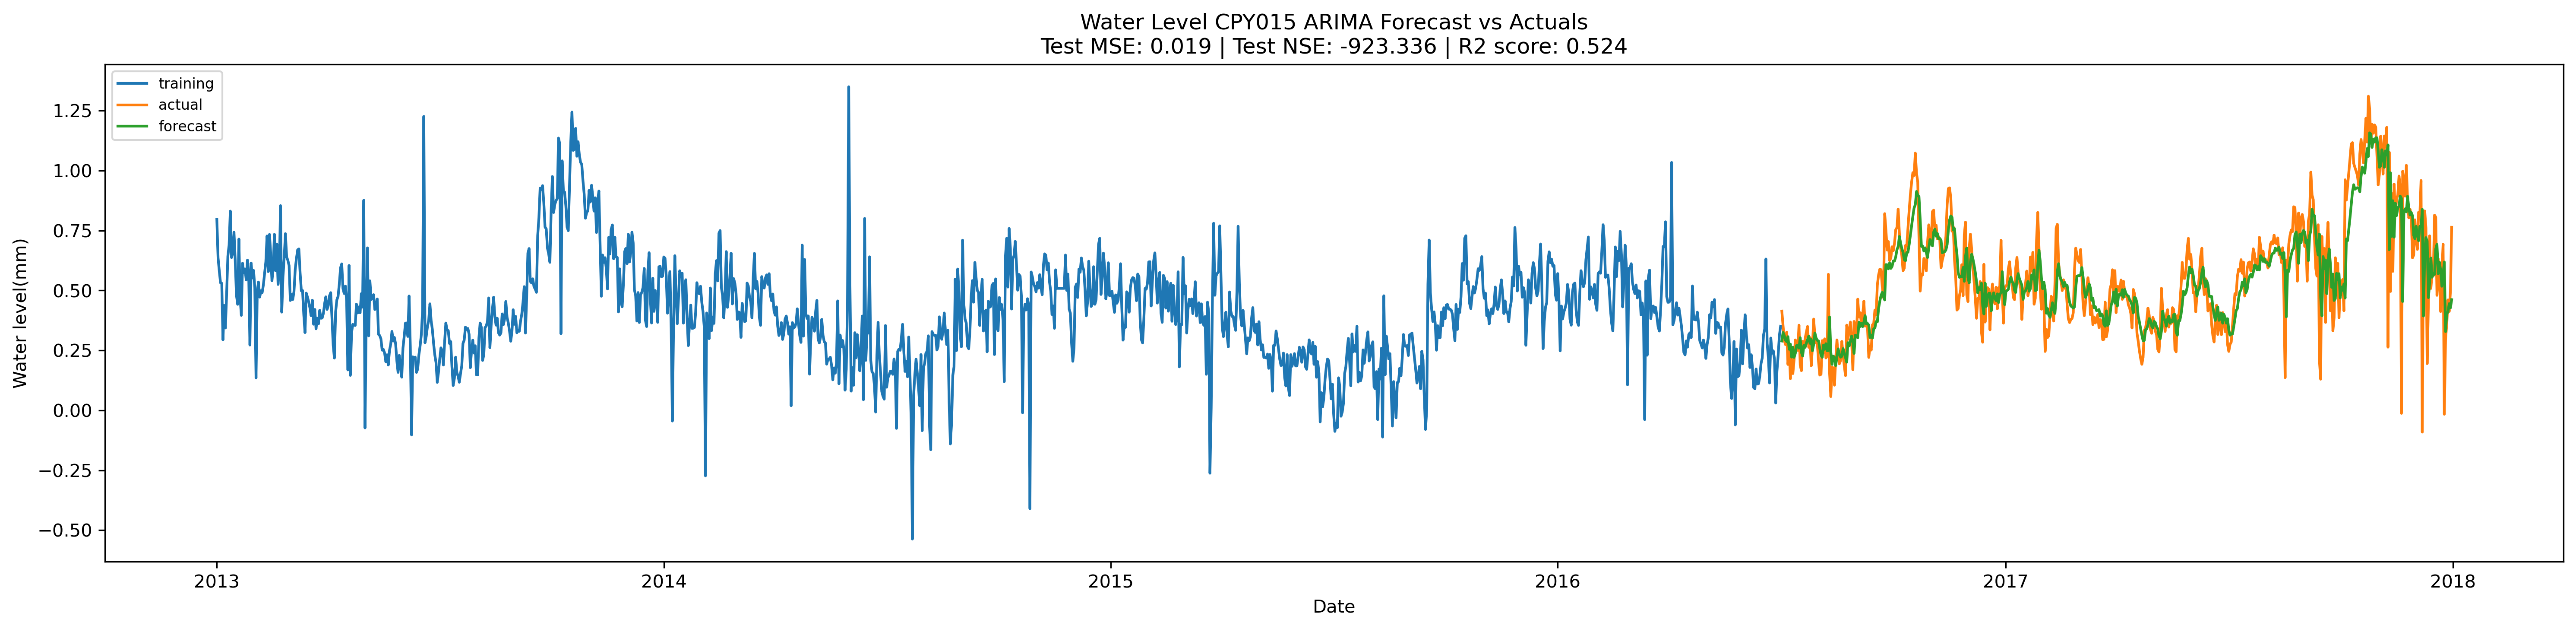 Water Level CPY015 ARIMA Forecast vs Actuals
Test MSE: 0.019 | Test NSE: -923.336 | R2 score: 0.524
training
actual
forecast
Water level(mm)
1.25
1.00
0.75
0.50
0.25
0.00
−0.25
−0.50
2013 2014 2015 2016 2017 2018
Date